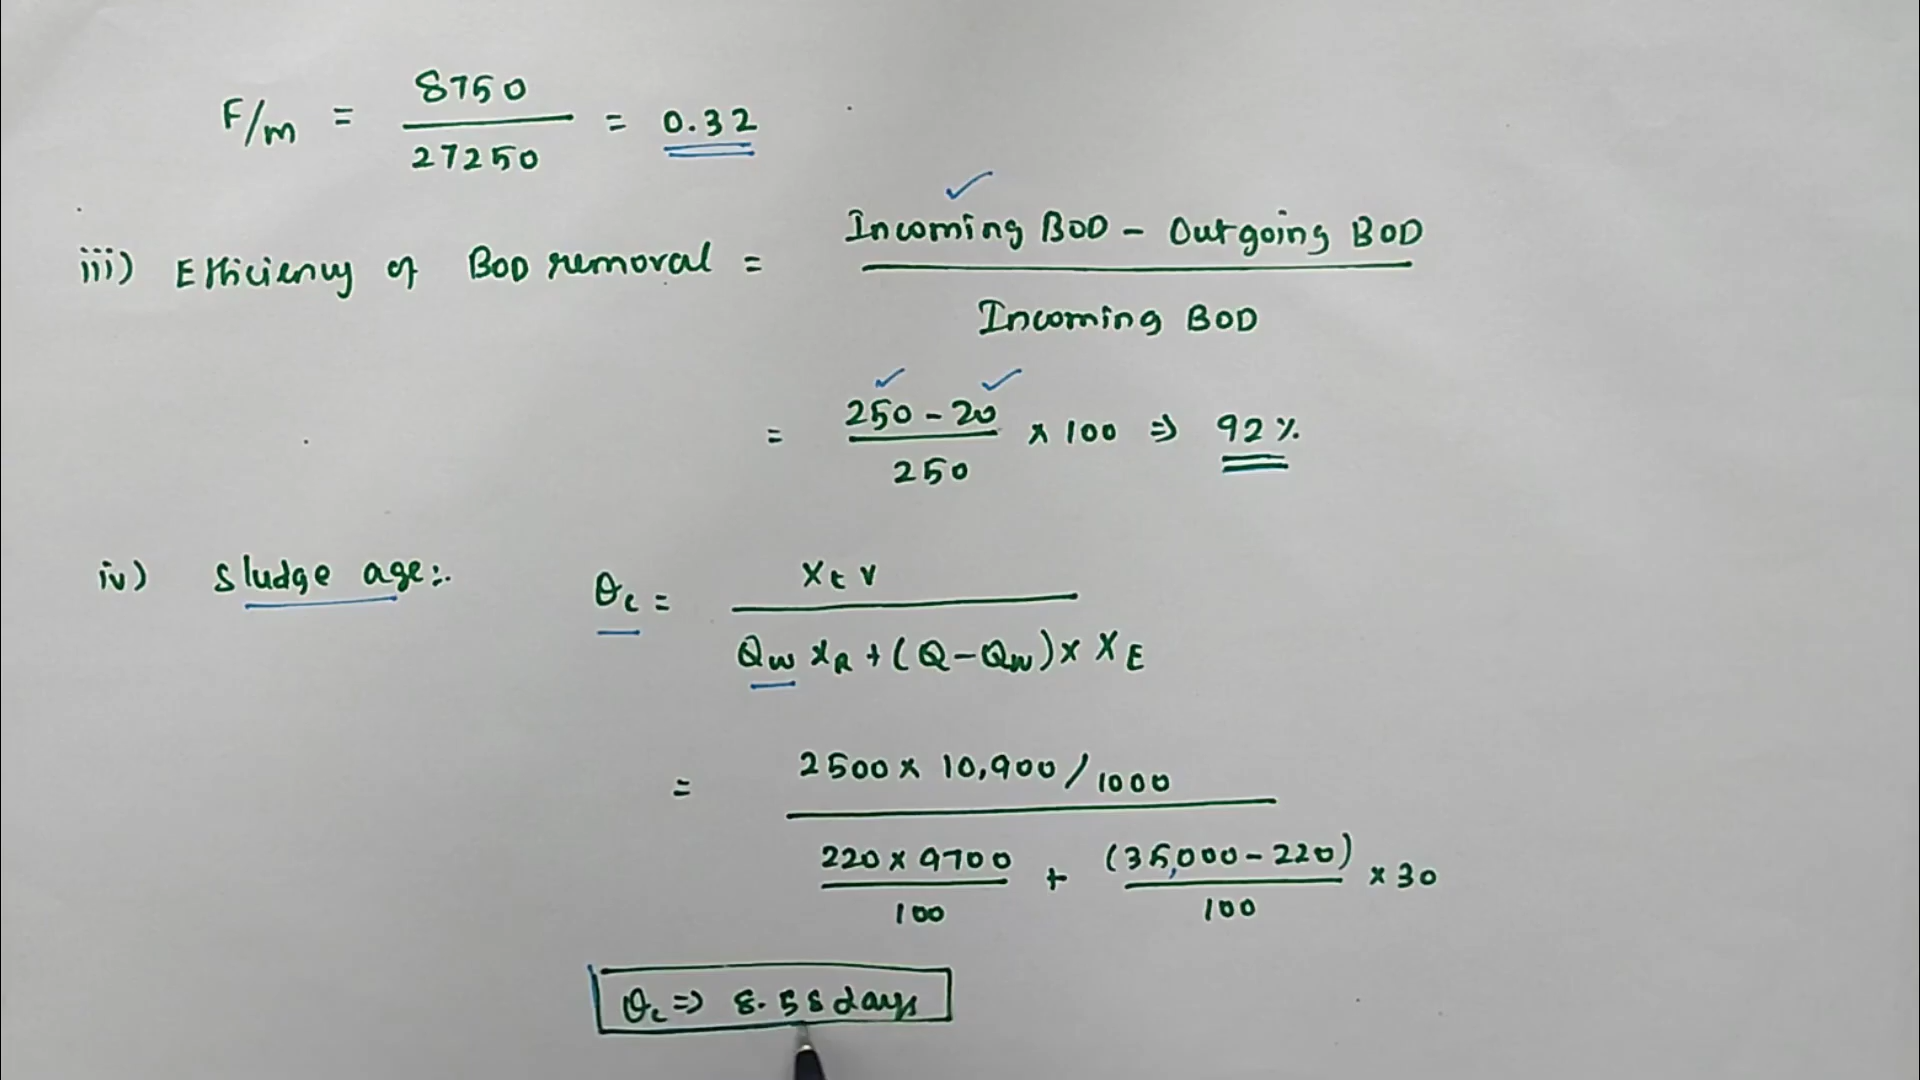 F/m = 8750 / 27250 = 0.32
iii) Efficiency of BOD removal = Incoming BOD - Outgoing BOD / Incoming BOD
= 250 - 20 / 250 × 100 ⇒ 92 %
iv) Sludge age:. θc = Xt V / Qw XR + (Q - Qw) × XE
= 2500 × 10,900 / 1000 / 220 × 9700 / 100 + (35,000 - 220) / 100 × 30
θc ⇒ 8.58 days